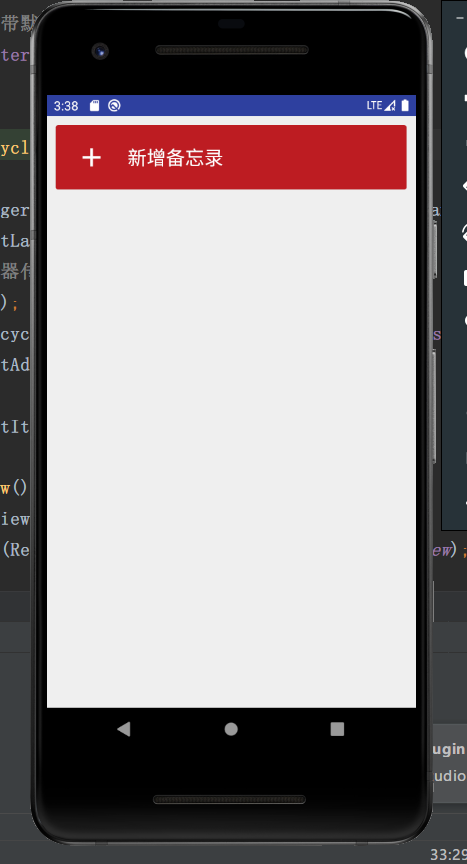 带默
ter
3:38
LTE
新增备忘录
ycl
ger
tLa
器传
);
cyc
s
tAd
tIt
w()
iew
(Re
ew);
ugin
udio
33:29